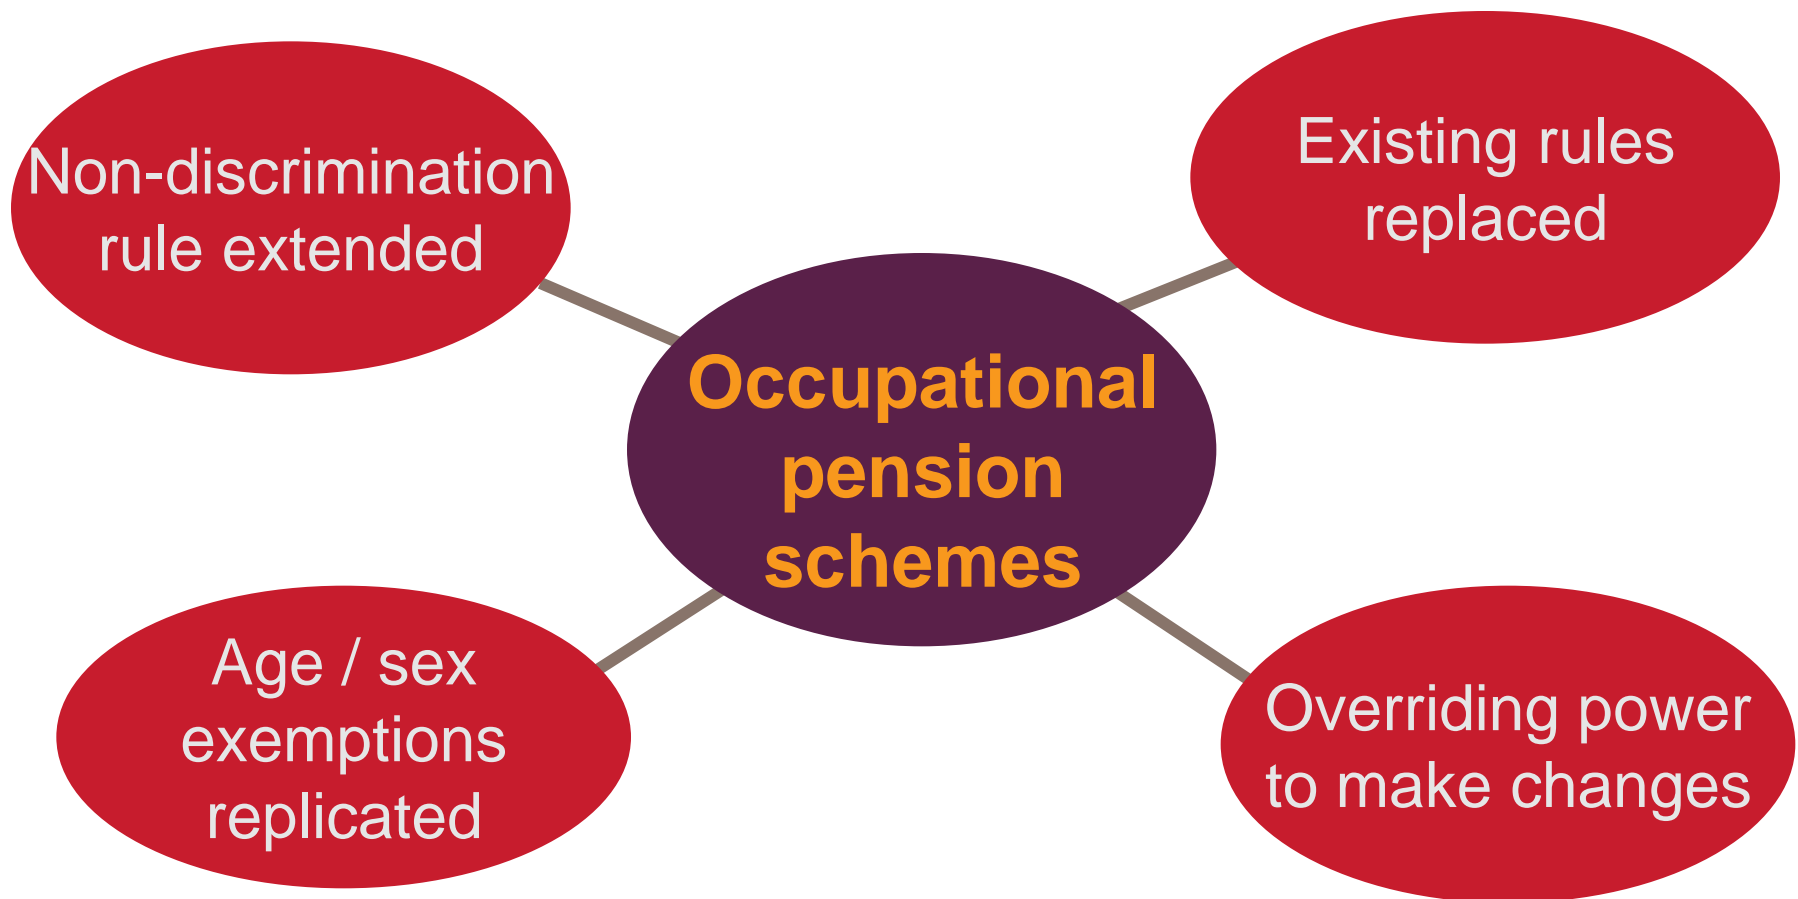 Non-discrimination
rule extended
Existing rules
replaced
Occupational
pension
schemes
Age / sex
exemptions
replicated
Overriding power
to make changes